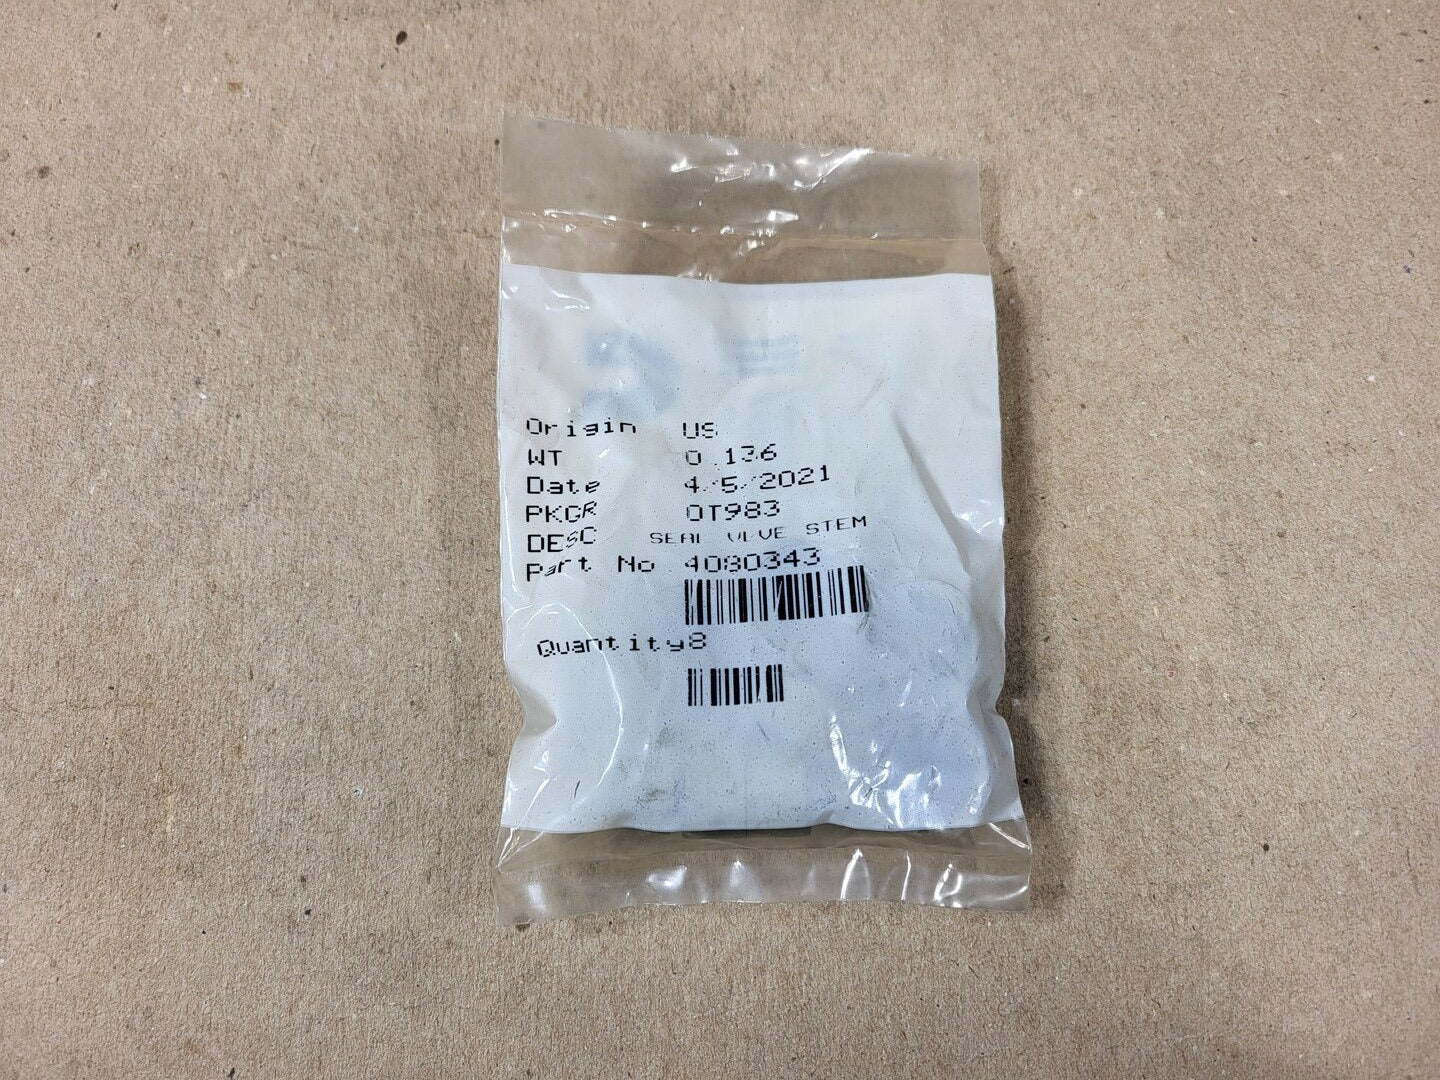 Origin US
WT 0.136
Date 4/5/2021
PKGR OT983
DESC SEAL VLVE STEM
Part No 4080343
Quantity8